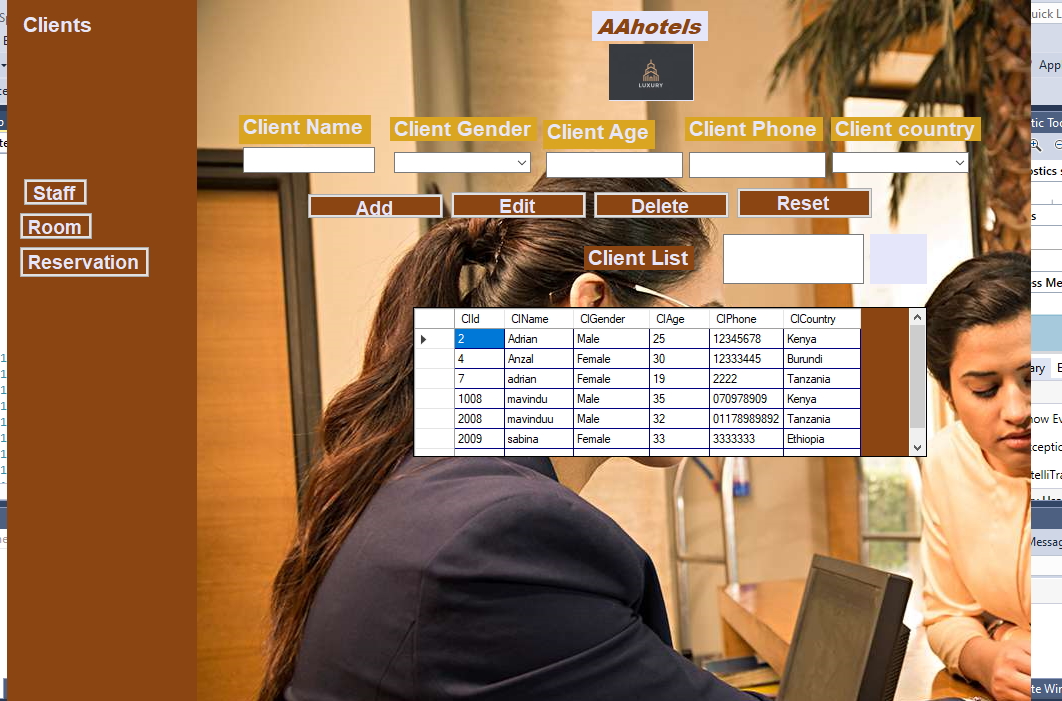 Clients
AAhotels
LUXURY
Client Name Client Gender Client Age Client Phone Client country
Staff
Room
Reservation
Add Edit Delete Reset
Client List
ClId ClName ClGender ClAge ClPhone ClCountry
2 Adrian Male 25 12345678 Kenya
4 Anzal Female 30 12333445 Burundi
7 adrian Female 19 2222 Tanzania
1008 mavindu Male 35 070978909 Kenya
2008 mavinduu Male 32 01178989892 Tanzania
2009 sabina Female 33 3333333 Ethiopia